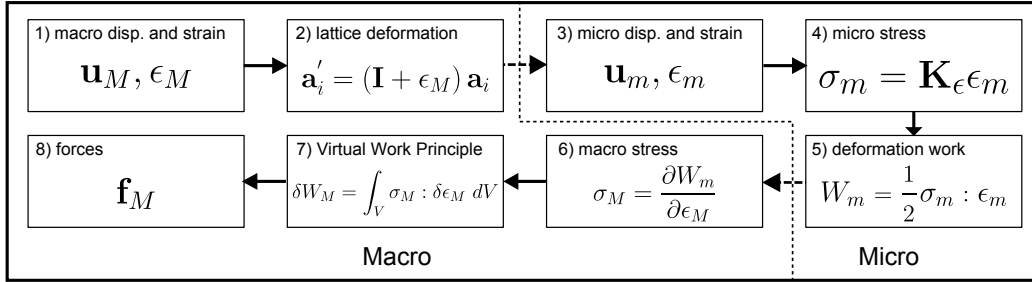 1) macro disp. and strain
𝐮_M, ϵ_M
2) lattice deformation
𝐚′_i = (𝐈 + ϵ_M) 𝐚_i
3) micro disp. and strain
𝐮_m, ϵ_m
4) micro stress
σ_m = 𝐊_ϵ ϵ_m
8) forces
𝐟_M
7) Virtual Work Principle
δW_M = ∫_V σ_M : δϵ_M dV
6) macro stress
σ_M = ∂W_m / ∂ϵ_M
5) deformation work
W_m = 1/2 σ_m : ϵ_m
Macro
Micro